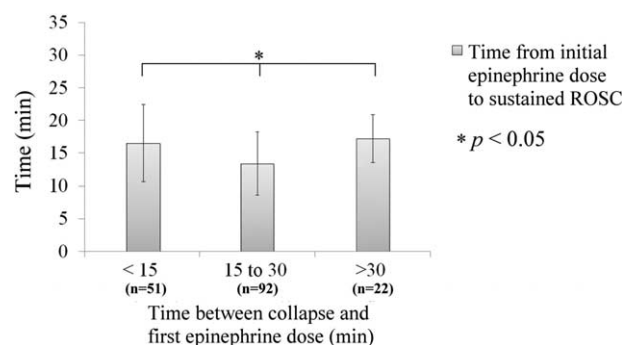 35
30
25
20
15
10
5
0
Time (min)
*
< 15
15 to 30
>30
(n=51)
(n=92)
(n=22)
Time between collapse and
first epinephrine dose (min)
Time from initial
epinephrine dose
to sustained ROSC
* p < 0.05